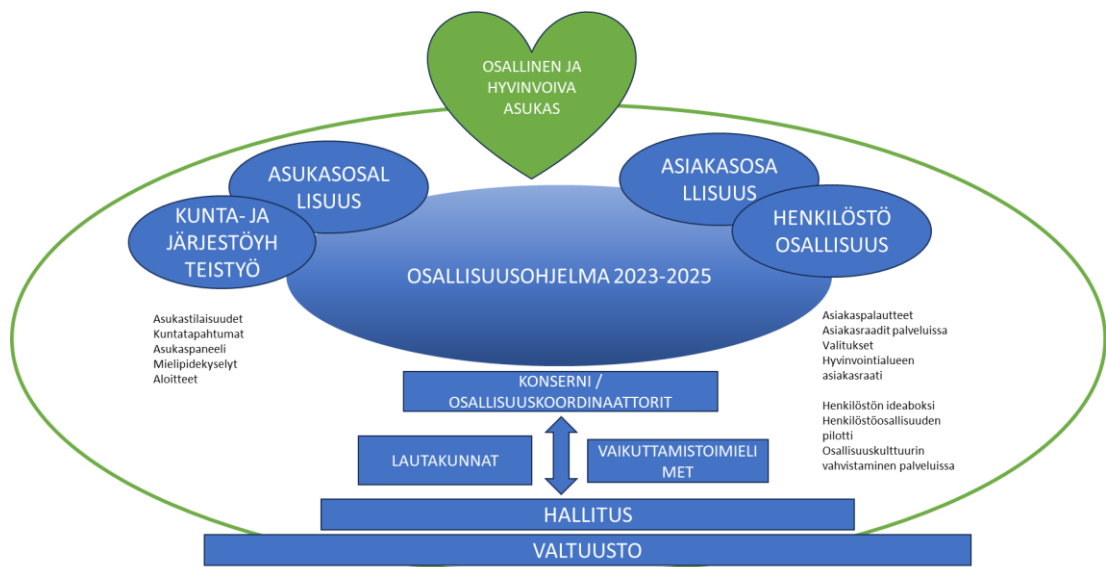 OSALLINEN JA
HYVINVOIVA
ASUKAS
ASUKASOSAL
LISUUS
KUNTA- JA
JÄRJESTÖYH
TEISTYÖ
ASIAKASOSA
LLISUUS
HENKILÖSTÖ
OSALLISUUS
OSALLISUUSOHJELMA 2023-2025
Asukastilaisuudet
Kuntatapahtumat
Asukaspaneeli
Mielipidekyselyt
Aloitteet
Asiakaspalautteet
Asiakasraadit palveluissa
Valitukset
Hyvinvointialueen
asiakasraati
Henkilöstön ideaboksi
Henkilöstöosallisuuden
pilotti
Osallisuuskulttuurin
vahvistaminen palveluissa
KONSERNI /
OSALLISUUSKOORDINAATTORIT
LAUTAKUNNAT
VAIKUTTAMISTOIMIELI
MET
HALLITUS
VALTUUSTO